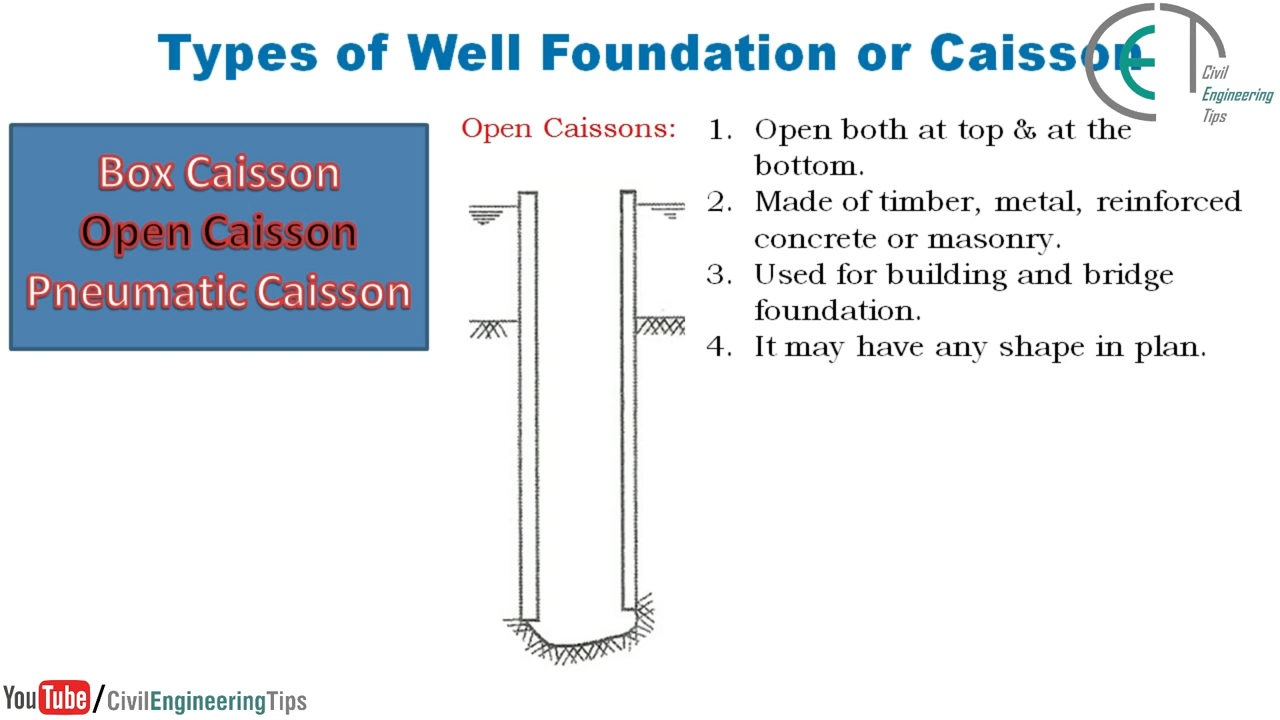 Types of Well Foundation or Caisson
CET
Civil
Engineering
Tips
Box Caisson
Open Caisson
Pneumatic Caisson
Open Caissons:
1. Open both at top & at the
bottom.
2. Made of timber, metal, reinforced
concrete or masonry.
3. Used for building and bridge
foundation.
4. It may have any shape in plan.
YouTube/CivilEngineeringTips